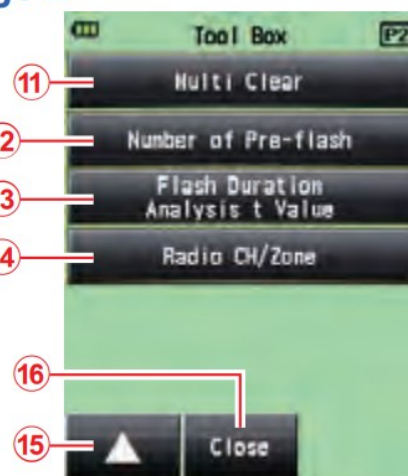 Tool Box
P2
11
Multi Clear
2
Number of Pre-flash
3
Flash Duration
Analysis t Value
4
Radio CH/Zone
16
15
Close